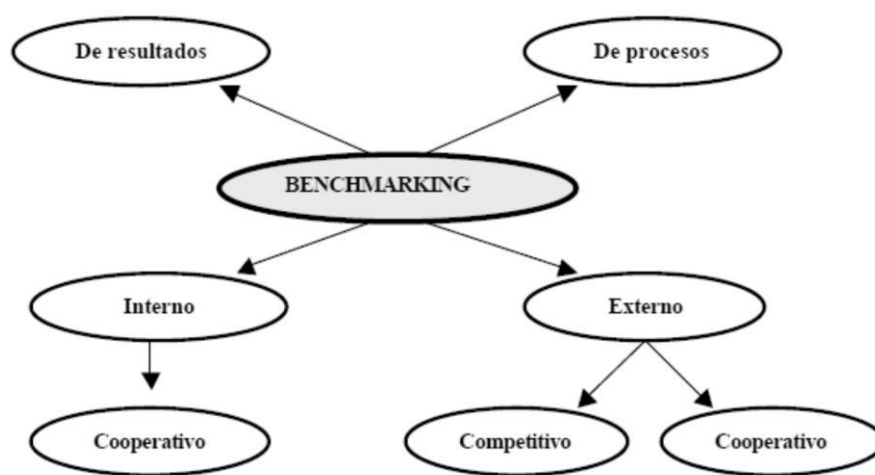 De resultados
De procesos
BENCHMARKING
Interno
Externo
Cooperativo
Competitivo
Cooperativo